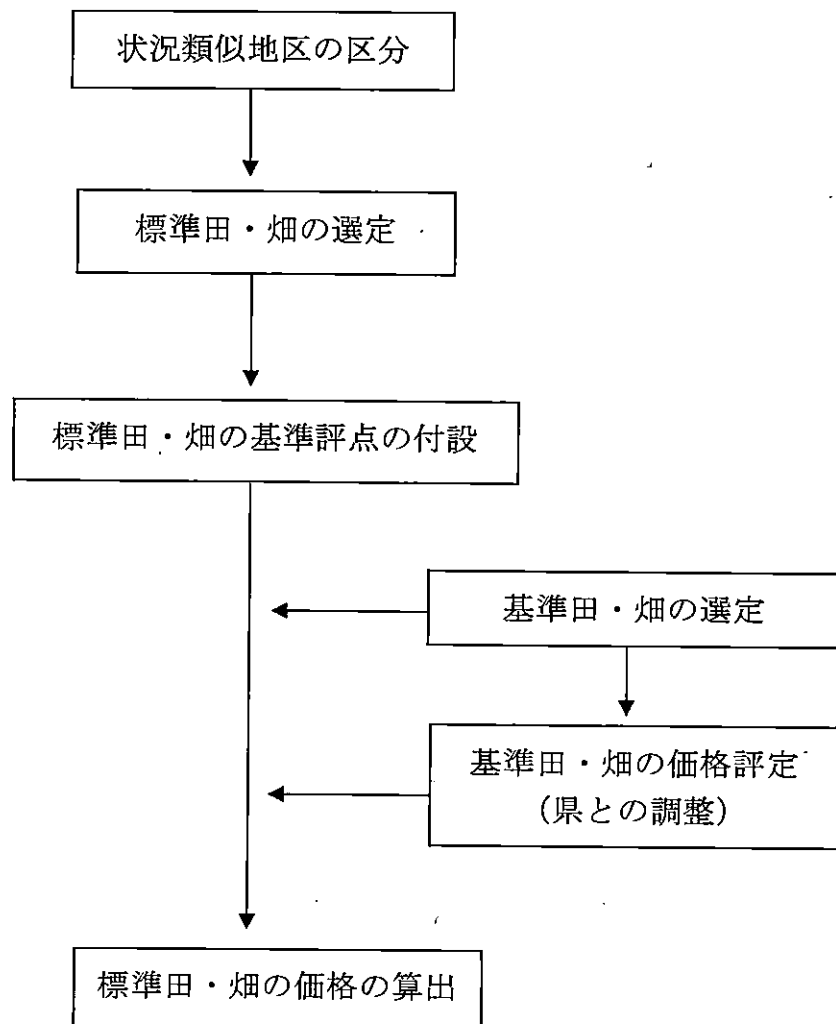 状況類似地区の区分
標準田・畑の選定
標準田・畑の基準評点の付設
基準田・畑の選定
基準田・畑の価格評定
（県との調整）
標準田・畑の価格の算出